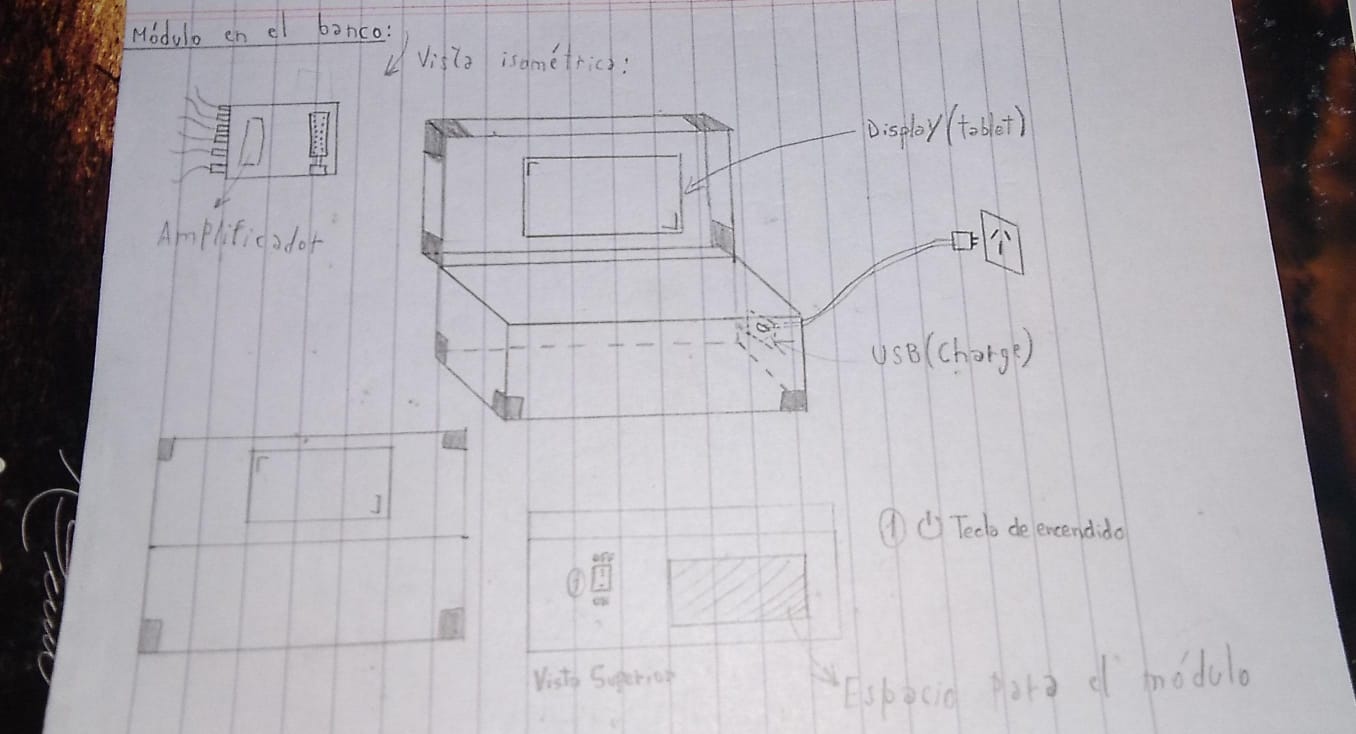 Módulo en el banco:
Vista isométrica:
Display (tablet)
Amplificador
USB (Charge)
1 Tecla de encendido
OFF
1
ON
Vista Superior
Espacio para el módulo